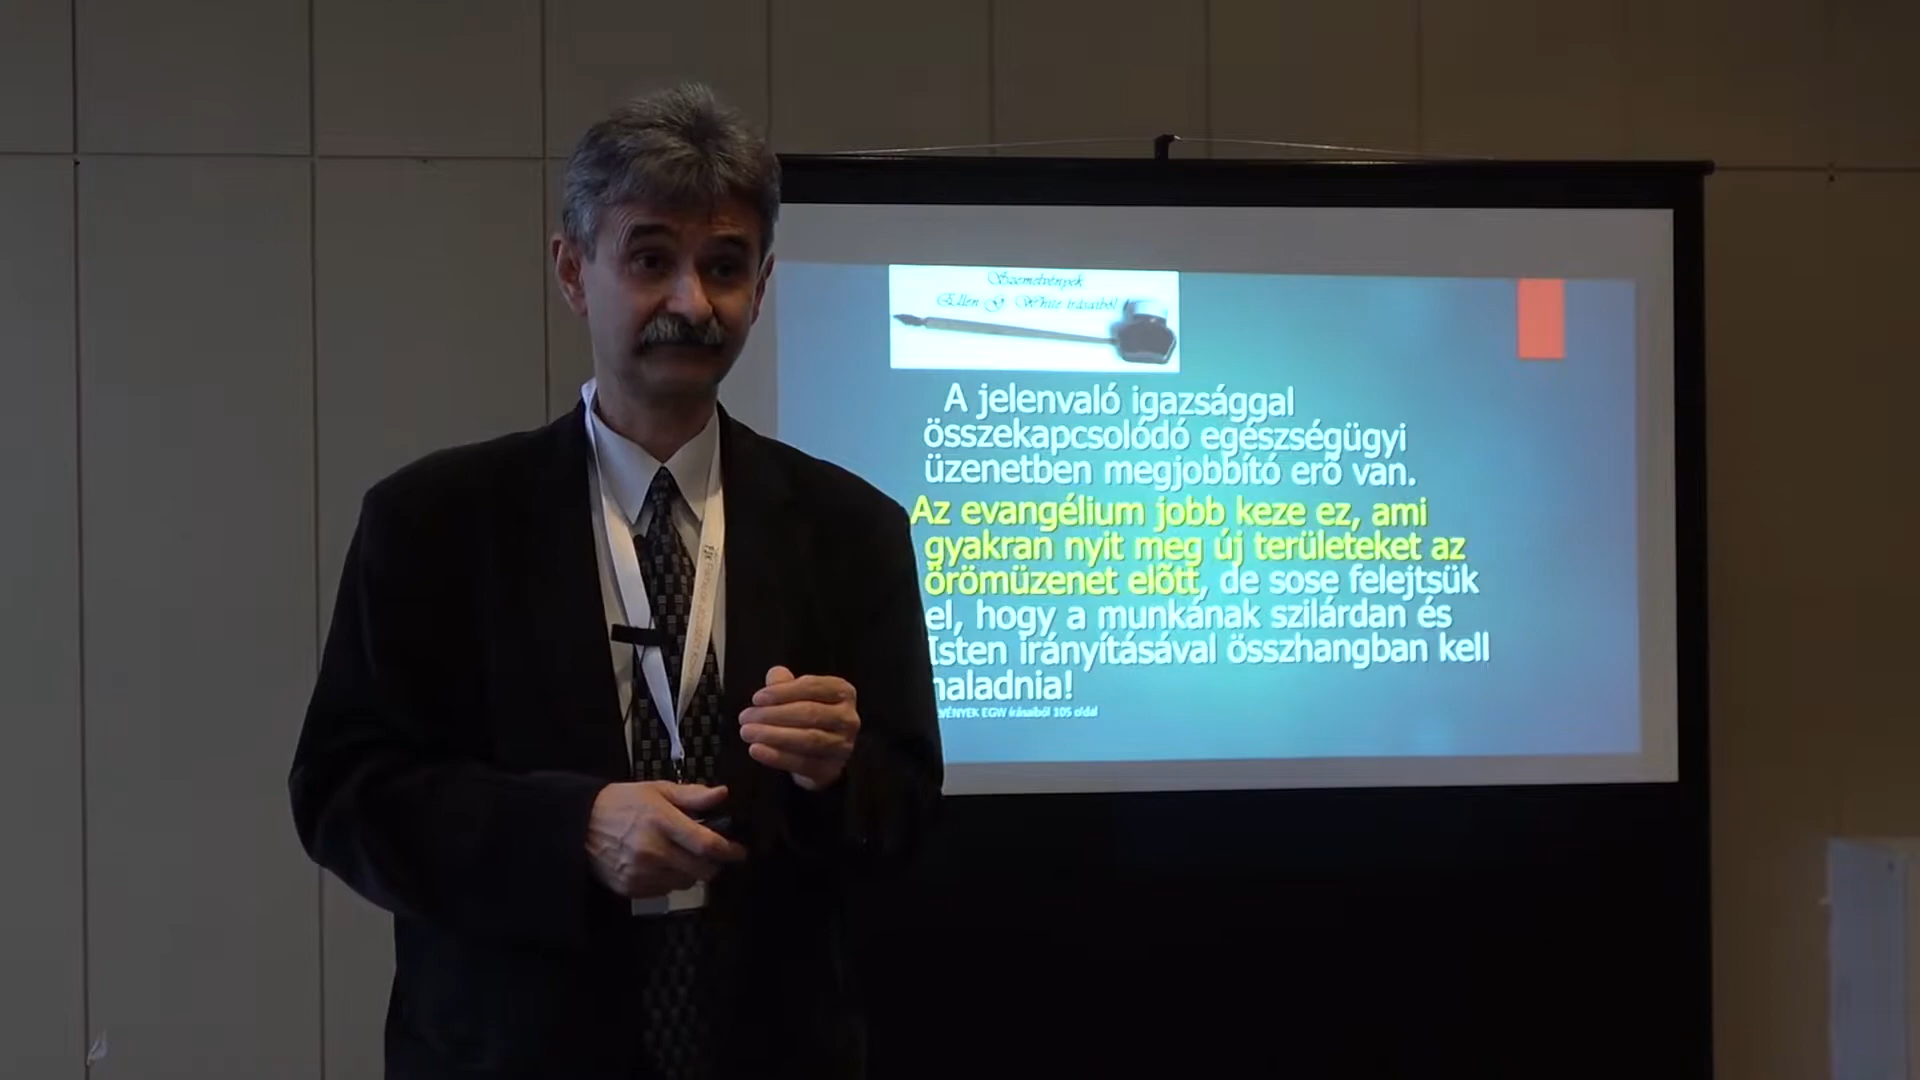 Szemelvények
Ellen G. White írásaiból
A jelenvaló igazsággal
összekapcsolódó egészségügyi
üzenetben megjobbító erő van.
Az evangélium jobb keze ez, ami
gyakran nyit meg új területeket az
örömüzenet előtt, de sose felejtsük
el, hogy a munkának szilárdan és
Isten irányításával összhangban kell
haladnia!
VÉNYEK EGW írásaiból 105 oldal